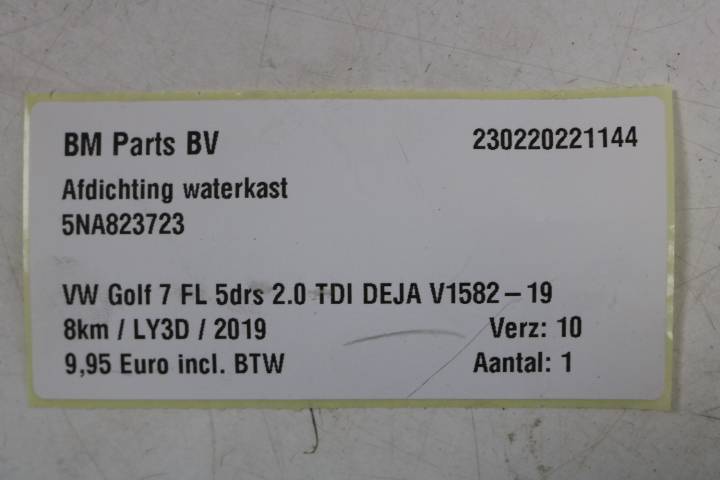 BM Parts BV 230220221144
Afdichting waterkast
5NA823723
VW Golf 7 FL 5drs 2.0 TDI DEJA V1582-19
8km / LY3D / 2019 Verz: 10
9,95 Euro incl. BTW Aantal: 1